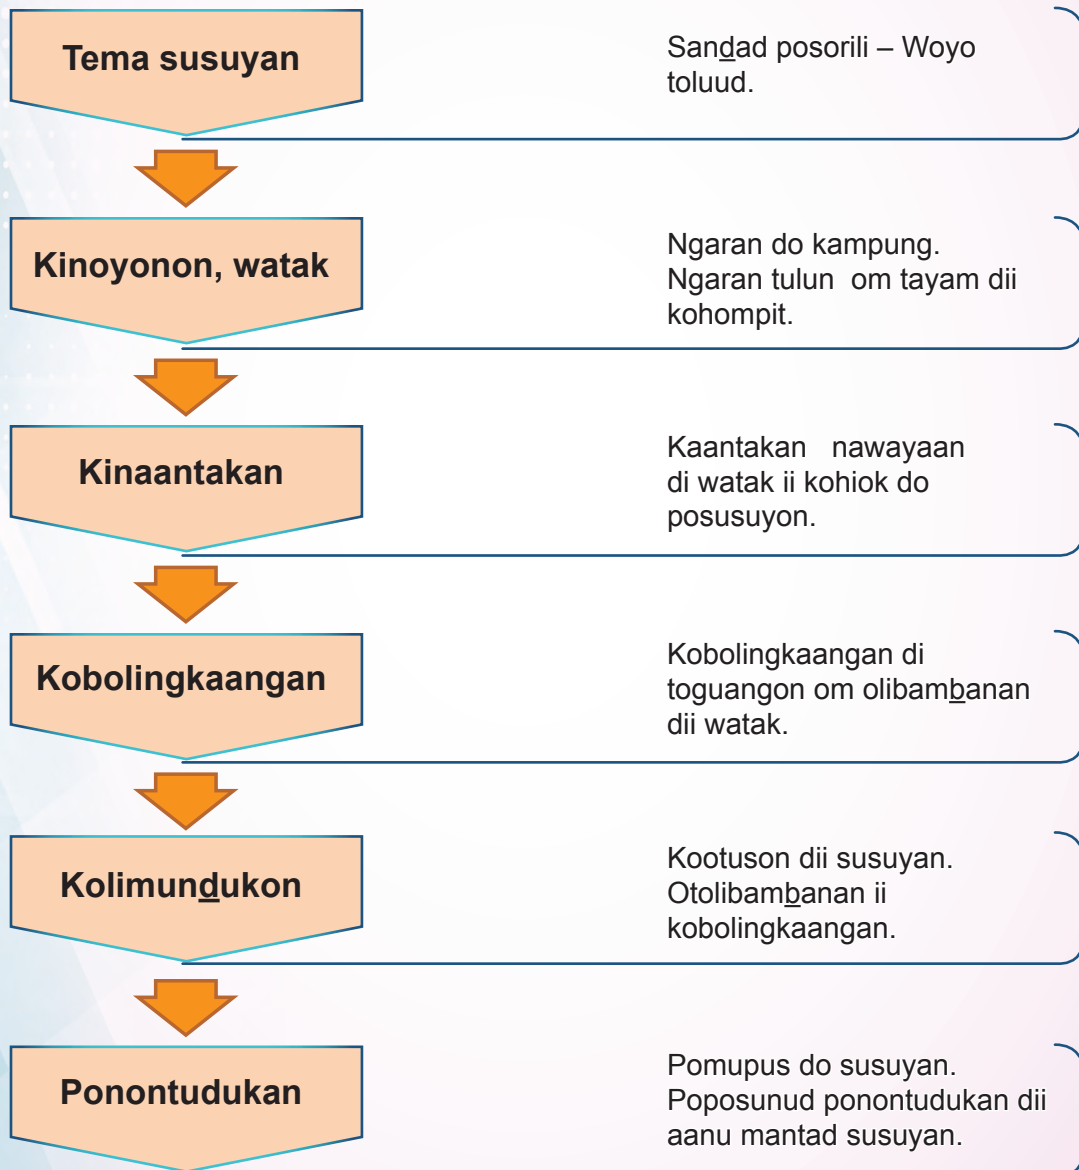 Tema susuyan
Sandad posorili – Woyo
toluud.
Kinoyonon, watak
Ngaran do kampung.
Ngaran tulun om tayam dii
kohompit.
Kinaantakan
Kaantakan nawayaan
di watak ii kohiok do
posusuyon.
Kobolingkaangan
Kobolingkaangan di
toguangon om olibambanan
dii watak.
Kolimundukon
Kootuson dii susuyan.
Otolibambanan ii
kobolingkaangan.
Ponontudukan
Pomupus do susuyan.
Poposunud ponontudukan dii
aanu mantad susuyan.